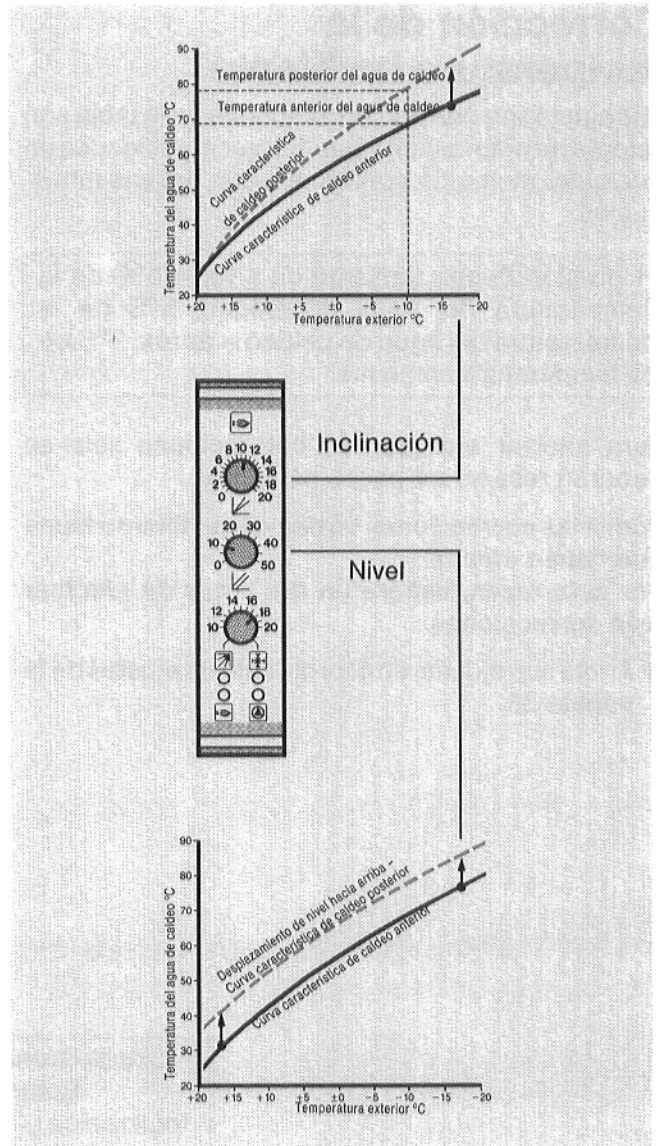 90
Temperatura posterior del agua de caldeo
80
Temperatura anterior del agua de caldeo
70
60
50
40
30
20
Temperatura del agua de caldeo °C
Curva característica
de caldeo posterior
Curva característica de caldeo anterior
+20 +15 +10 +5 ±0 -5 -10 -15 -20
Temperatura exterior °C
Inclinación
0 2 4 6 8 10 12 14 16 18 20
Nivel
0 10 20 30 40 50
10 12 14 16 18 20
90
80
70
60
50
40
30
20
Temperatura del agua de caldeo °C
Desplazamiento de nivel hacia arriba –
Curva característica de caldeo posterior
Curva característica de caldeo anterior
+20 +15 +10 +5 ±0 -5 -10 -15 -20
Temperatura exterior °C